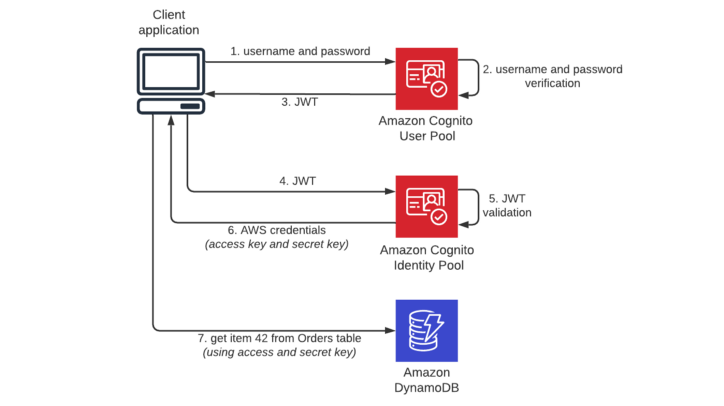 Client
application
1. username and password
2. username and password
verification
3. JWT
Amazon Cognito
User Pool
4. JWT
5. JWT
validation
6. AWS credentials
(access key and secret key)
Amazon Cognito
Identity Pool
7. get item 42 from Orders table
(using access and secret key)
Amazon
DynamoDB